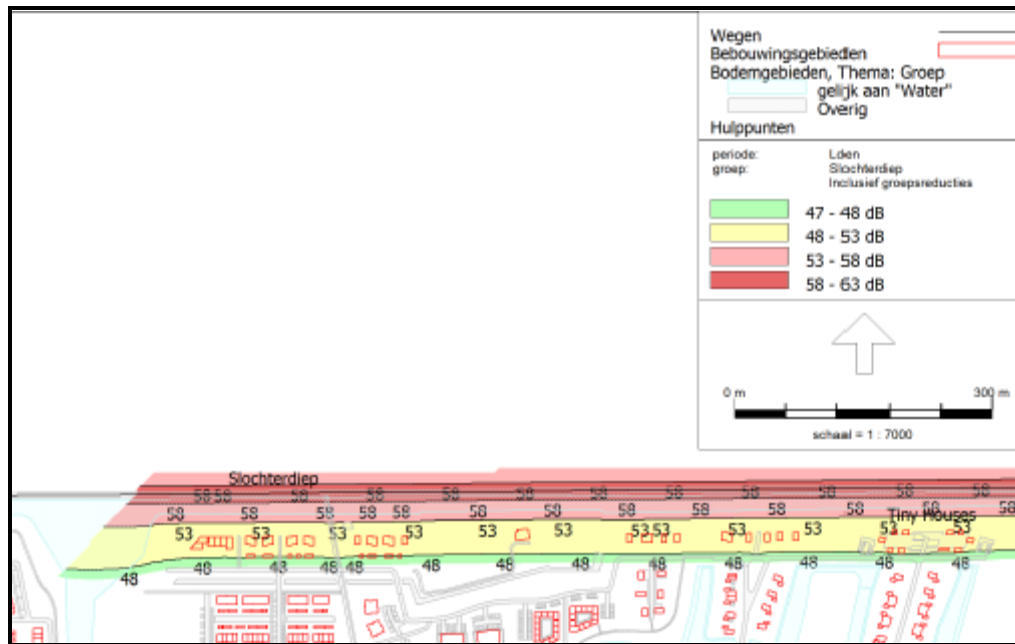 Wegen
Bebouwingsgebieden
Bodemgebieden, Thema: Groep
gelijk aan "Water"
Overig
Hulppunten
periode: Lden
groep: Slochterdiep
Inclusief groepsreducties
47 - 48 dB
48 - 53 dB
53 - 58 dB
58 - 63 dB
0 m 300 m
schaal = 1 : 7000
Slochterdiep
58 58 58 58 58 58 58 58 58 58 58
58 58 58 58 58 58 58 58 58 58 58 58 58
Tiny Houses
53 53 53 53 53 53 53 53 53 53 53 53
48 48 48 48 48 48 48 48 48 48 48 48 48